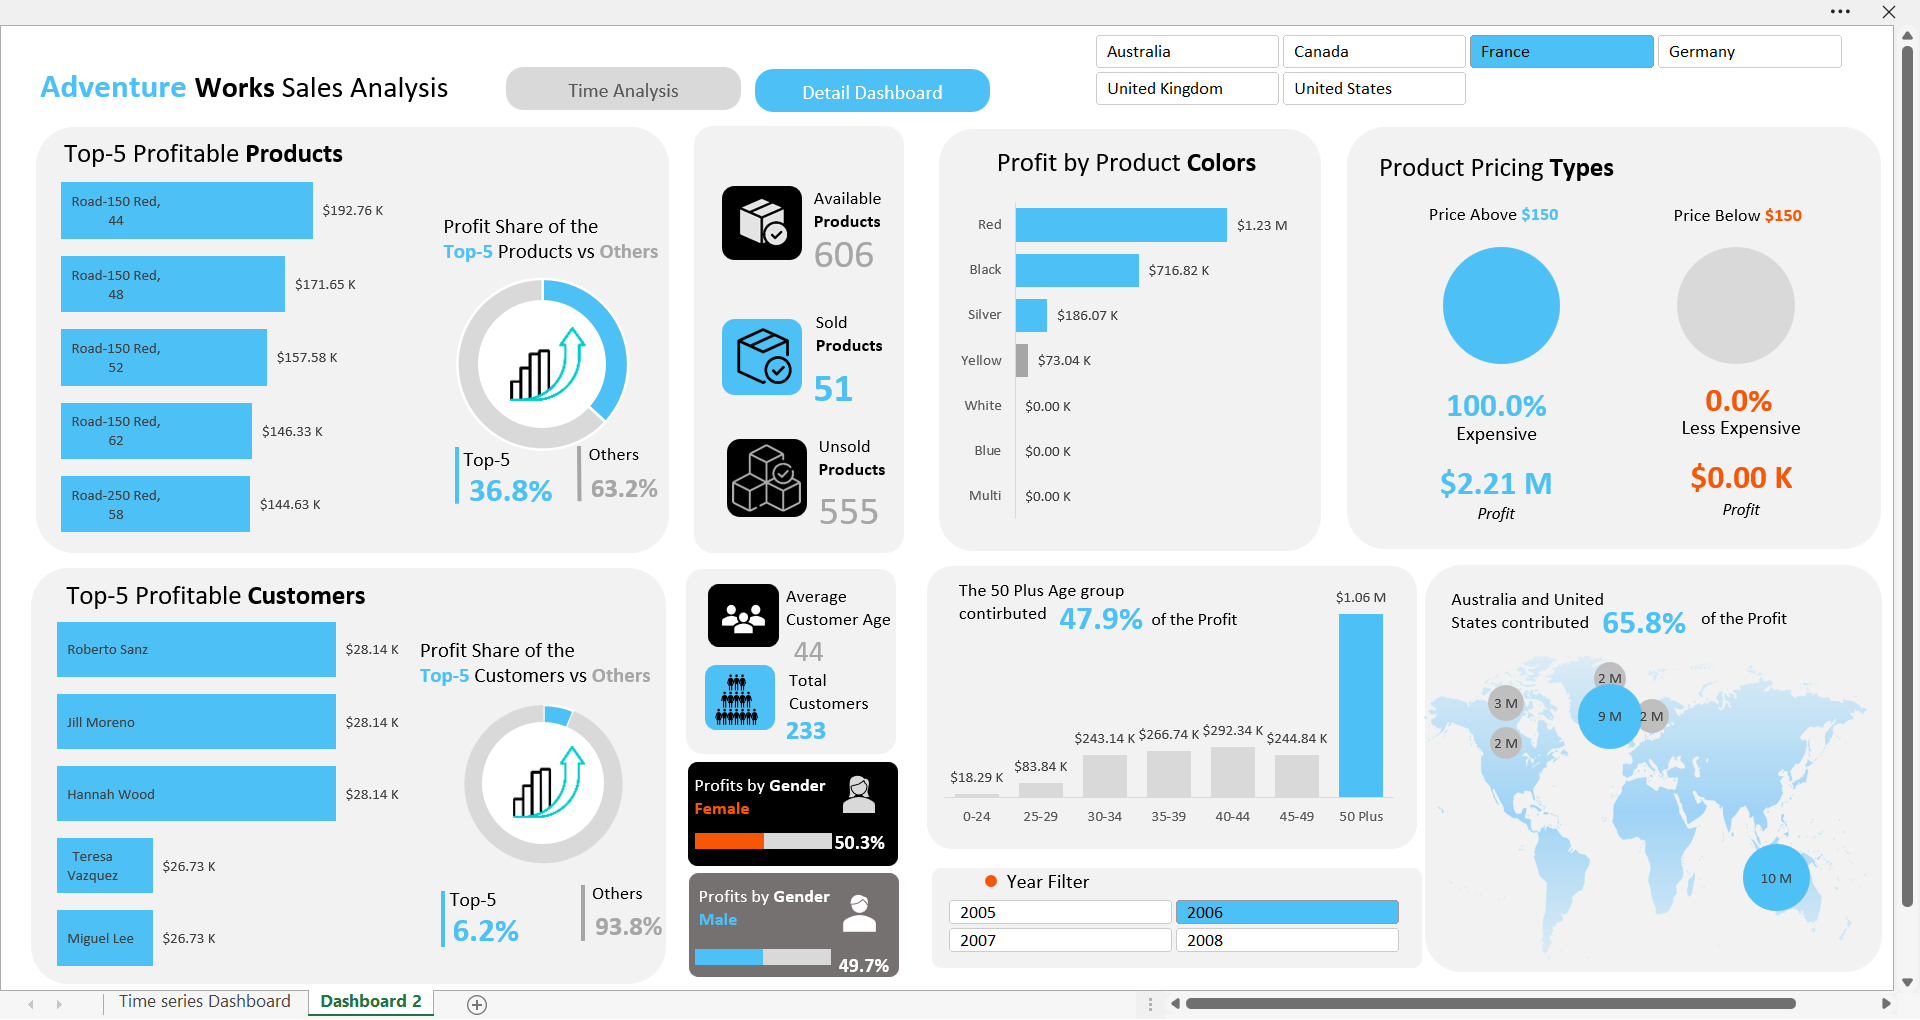 Australia
Canada
France
Germany
United Kingdom
United States
Adventure Works Sales Analysis
Time Analysis
Detail Dashboard
Top-5 Profitable Products
Road-150 Red,
44
$192.76 K
Road-150 Red,
48
$171.65 K
Road-150 Red,
52
$157.58 K
Road-150 Red,
62
$146.33 K
Road-250 Red,
58
$144.63 K
Profit Share of the
Top-5 Products vs Others
Top-5
36.8%
Others
63.2%
Available
Products
606
Sold
Products
51
Unsold
Products
555
Profit by Product Colors
Red
$1.23 M
Black
$716.82 K
Silver
$186.07 K
Yellow
$73.04 K
White
$0.00 K
Blue
$0.00 K
Multi
$0.00 K
Product Pricing Types
Price Above $150
100.0%
Expensive
$2.21 M
Profit
Price Below $150
0.0%
Less Expensive
$0.00 K
Profit
Top-5 Profitable Customers
Roberto Sanz
$28.14 K
Jill Moreno
$28.14 K
Hannah Wood
$28.14 K
Teresa
Vazquez
$26.73 K
Miguel Lee
$26.73 K
Profit Share of the
Top-5 Customers vs Others
Top-5
6.2%
Others
93.8%
Average
Customer Age
44
Total
Customers
233
Profits by Gender
Female
50.3%
Profits by Gender
Male
49.7%
The 50 Plus Age group
contirbuted 47.9% of the Profit
$18.29 K
$83.84 K
$243.14 K
$266.74 K
$292.34 K
$244.84 K
$1.06 M
0-24
25-29
30-34
35-39
40-44
45-49
50 Plus
Year Filter
2005
2006
2007
2008
Australia and United
States contributed 65.8% of the Profit
2 M
3 M
9 M
2 M
2 M
10 M
Time series Dashboard
Dashboard 2